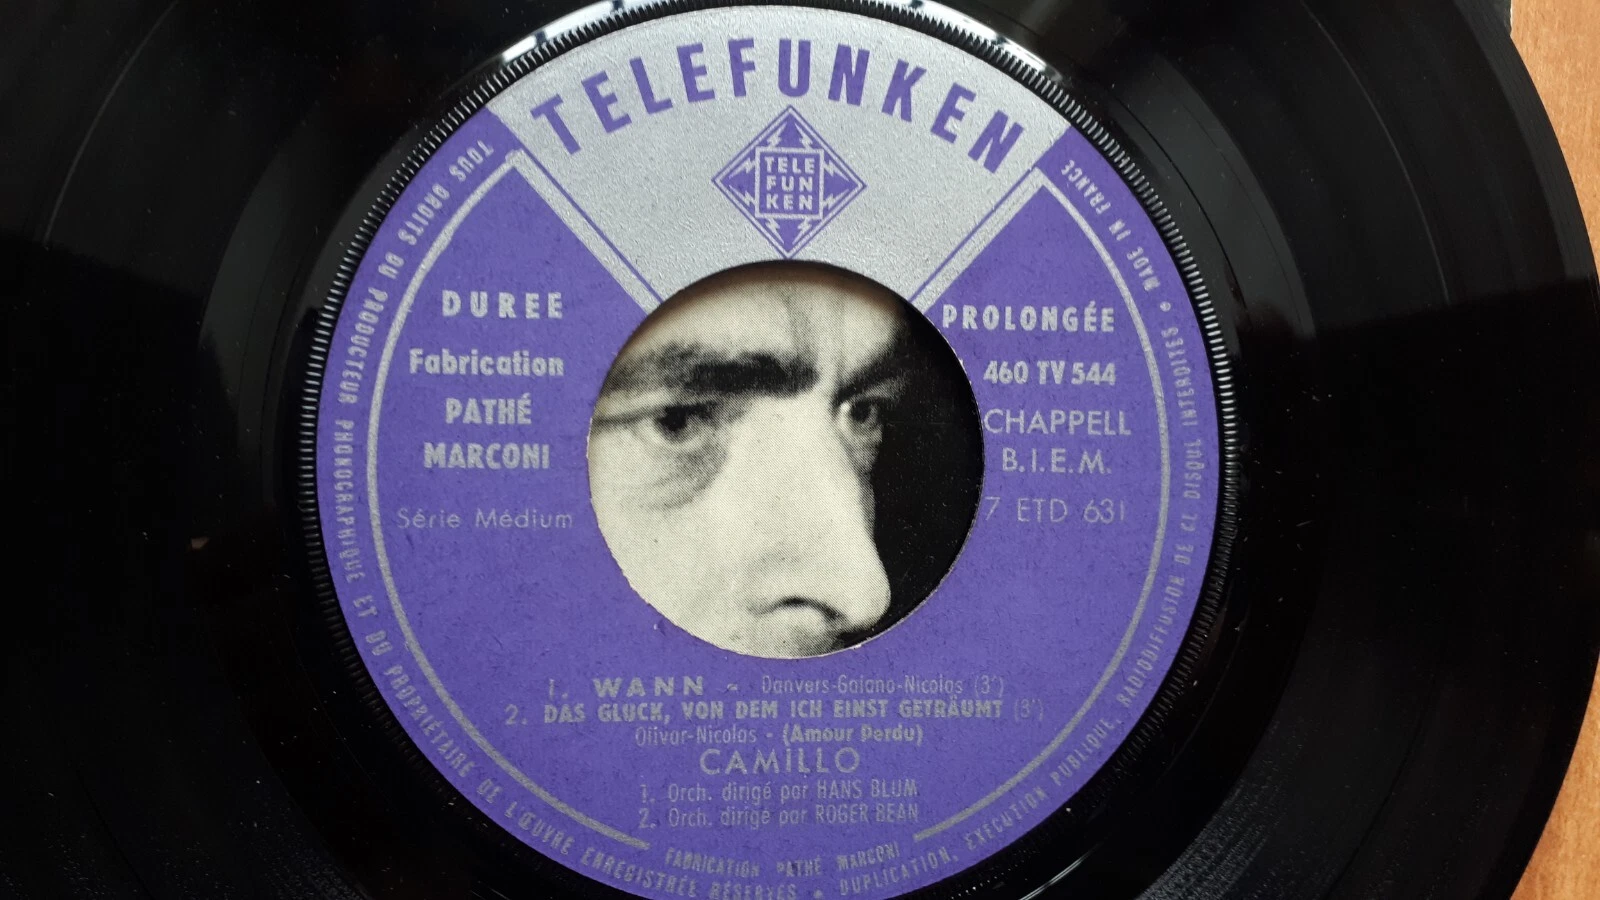 TELEFUNKEN
TELE
FUN
KEN
DUREE
PROLONGÉE
Fabrication
PATHÉ
MARCONI
Série Médium
460 TV 544
CHAPPELL
B.I.E.M.
7 ETD 631
1. WANN - Danvers-Gaiano-Nicolas (3')
2. DAS GLUCK, VON DEM ICH EINST GETRÄUMT (3')
Olivar-Nicolas - (Amour Perdu)
CAMILLO
1. Orch. dirigé par HANS BLUM
2. Orch. dirigé par ROGER BEAN
FABRICATION PATHÉ MARCONI
TOUS DROITS DU PRODUCTEUR PHONOGRAPHIQUE ET DU PROPRIÉTAIRE DE L'ŒUVRE ENREGISTRÉE RÉSERVÉS • DUPLICATION, EXECUTION PUBLIQUE, RADIODIFFUSION DE CE DISQUE INTERDITES • MADE IN FRANCE